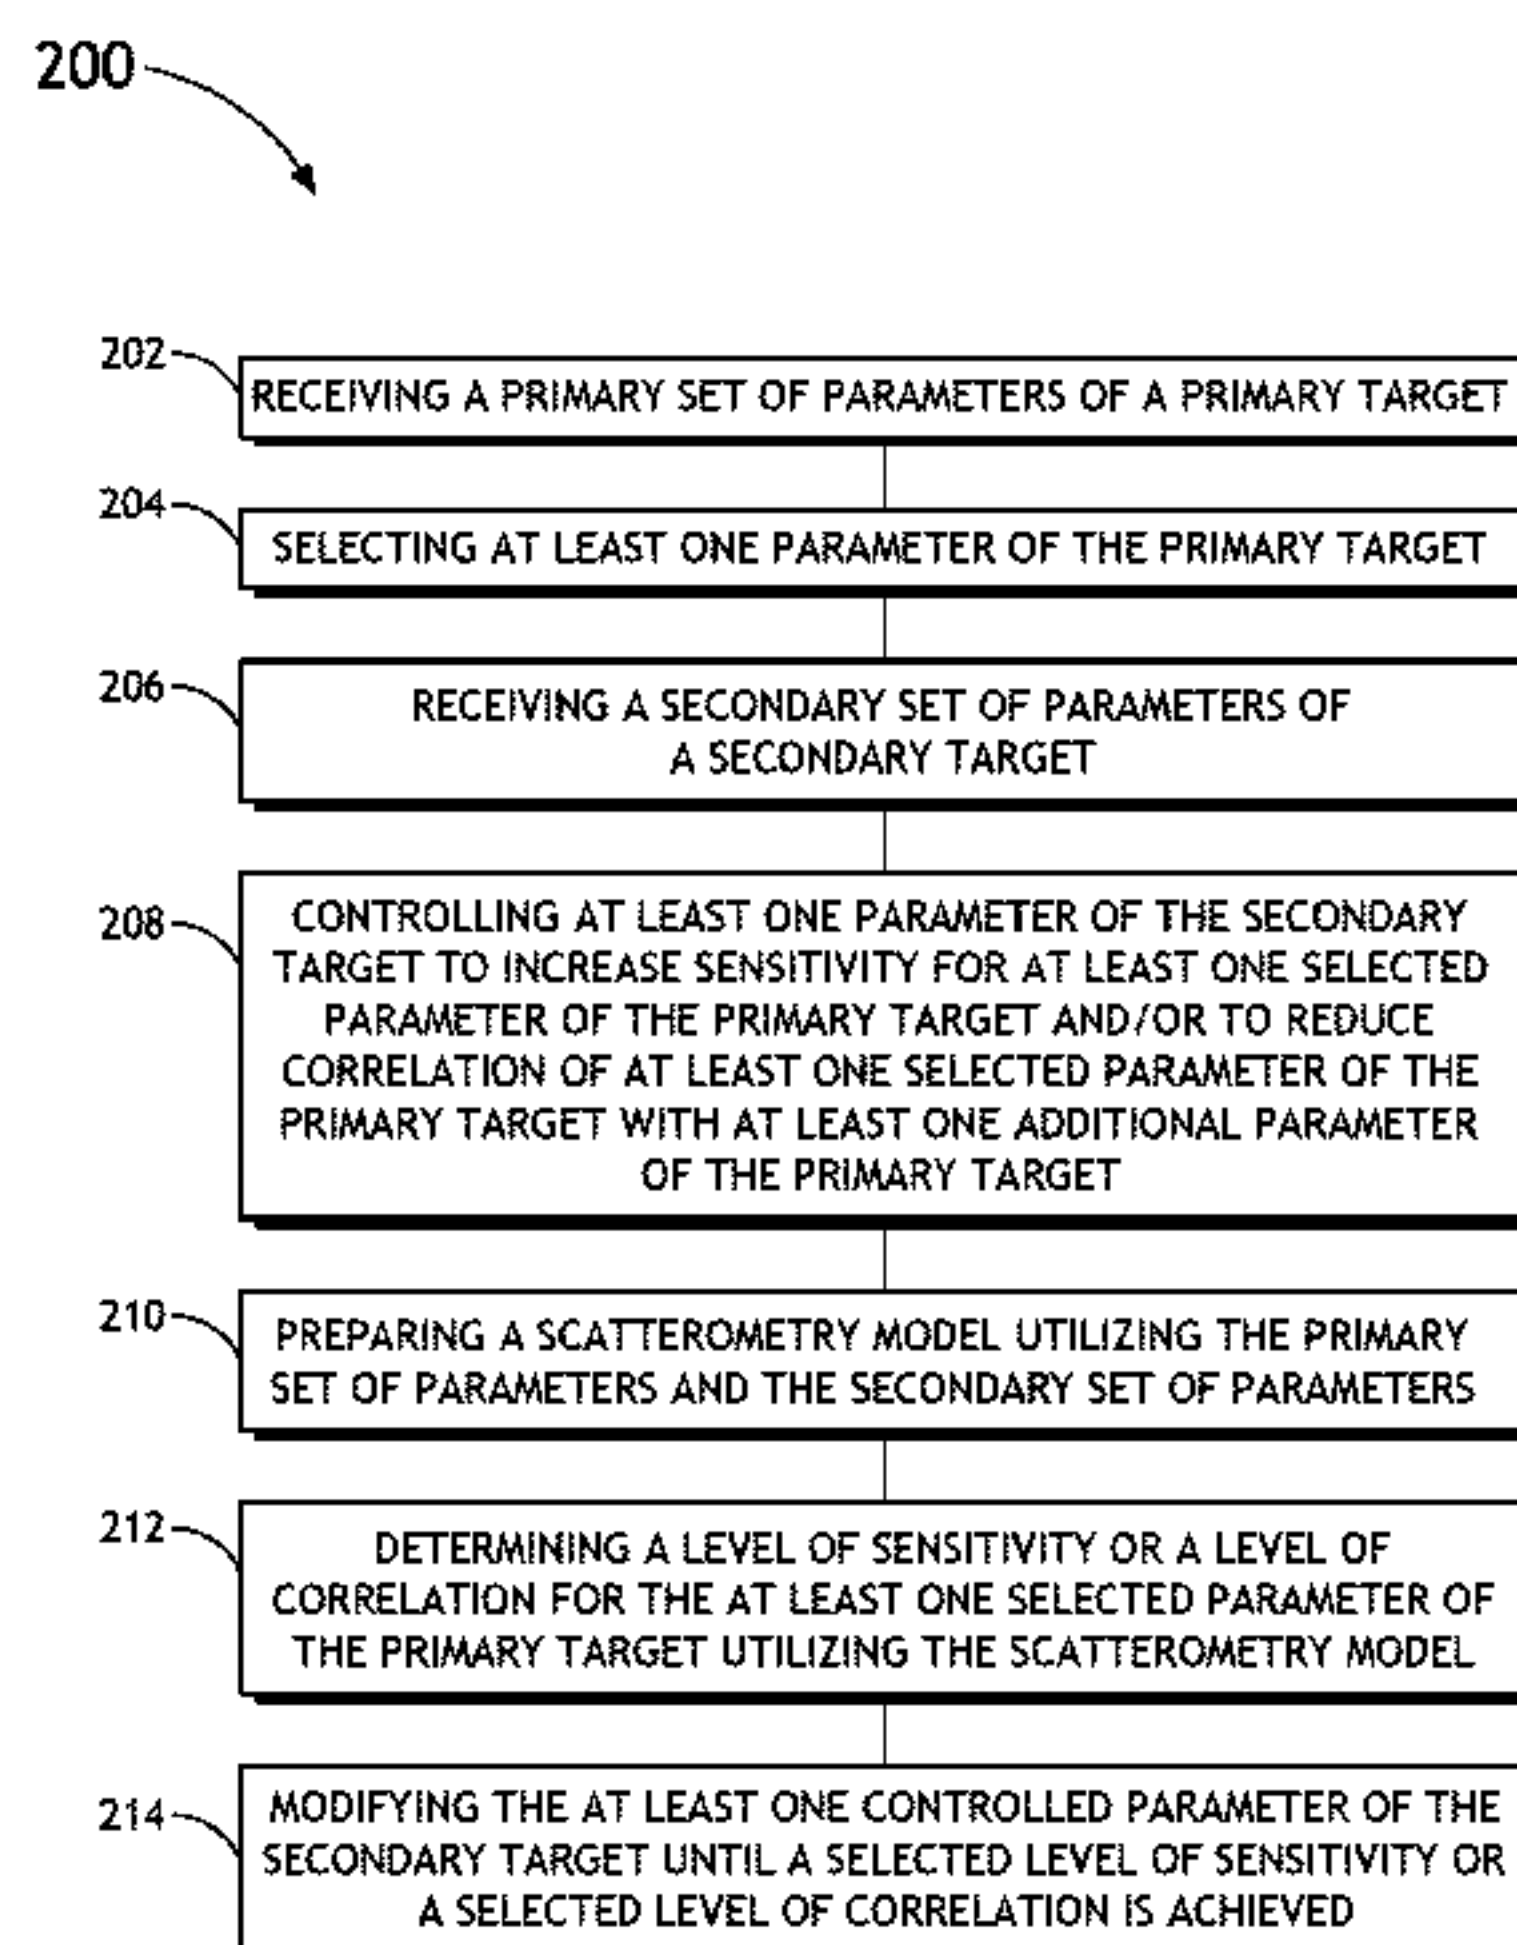 200
202
RECEIVING A PRIMARY SET OF PARAMETERS OF A PRIMARY TARGET
204
SELECTING AT LEAST ONE PARAMETER OF THE PRIMARY TARGET
206
RECEIVING A SECONDARY SET OF PARAMETERS OF
A SECONDARY TARGET
208
CONTROLLING AT LEAST ONE PARAMETER OF THE SECONDARY
TARGET TO INCREASE SENSITIVITY FOR AT LEAST ONE SELECTED
PARAMETER OF THE PRIMARY TARGET AND/OR TO REDUCE
CORRELATION OF AT LEAST ONE SELECTED PARAMETER OF THE
PRIMARY TARGET WITH AT LEAST ONE ADDITIONAL PARAMETER
OF THE PRIMARY TARGET
210
PREPARING A SCATTEROMETRY MODEL UTILIZING THE PRIMARY
SET OF PARAMETERS AND THE SECONDARY SET OF PARAMETERS
212
DETERMINING A LEVEL OF SENSITIVITY OR A LEVEL OF
CORRELATION FOR THE AT LEAST ONE SELECTED PARAMETER OF
THE PRIMARY TARGET UTILIZING THE SCATTEROMETRY MODEL
214
MODIFYING THE AT LEAST ONE CONTROLLED PARAMETER OF THE
SECONDARY TARGET UNTIL A SELECTED LEVEL OF SENSITIVITY OR
A SELECTED LEVEL OF CORRELATION IS ACHIEVED